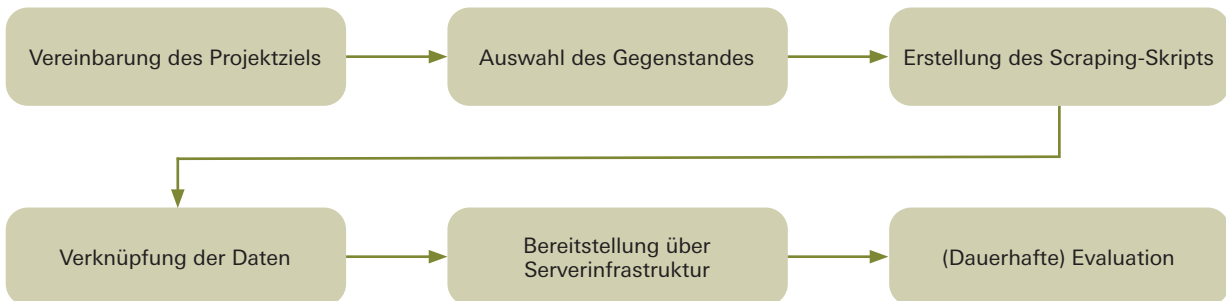 Vereinbarung des Projektziels
Auswahl des Gegenstandes
Erstellung des Scraping-Skripts
Verknüpfung der Daten
Bereitstellung über
Serverinfrastruktur
(Dauerhafte) Evaluation